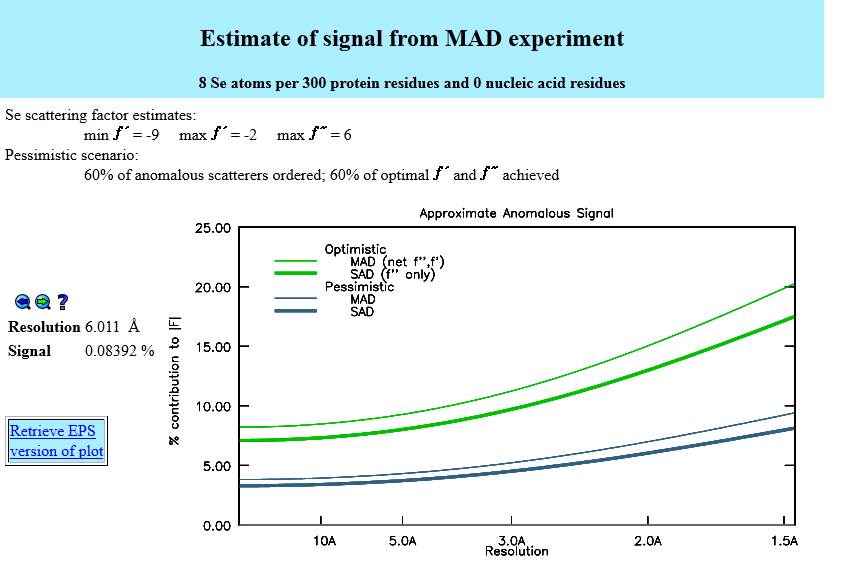 Estimate of signal from MAD experiment
8 Se atoms per 300 protein residues and 0 nucleic acid residues
Se scattering factor estimates:
min f´ = -9 max f´ = -2 max f˝ = 6
Pessimistic scenario:
60% of anomalous scatterers ordered; 60% of optimal f´ and f˝ achieved
Approximate Anomalous Signal
25.00
20.00
15.00
10.00
5.00
0.00
% contribution to |F|
Optimistic
MAD (net f",f')
SAD (f" only)
Pessimistic
MAD
SAD
?
Resolution 6.011 Å
Signal 0.08392 %
Retrieve EPS
version of plot
10A 5.0A 3.0A 2.0A 1.5A
Resolution